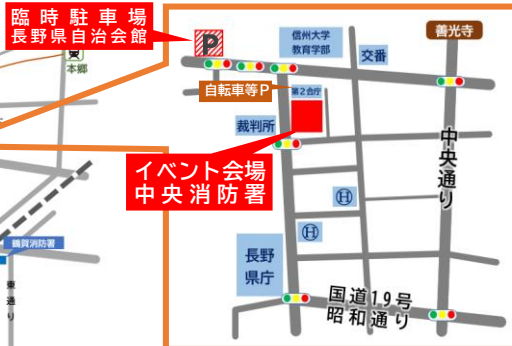 臨時駐車場
長野県自治会館
本郷
P
信州大学
教育学部
交番
善光寺
自転車等P
第2合庁
裁判所
イベント会場
中央消防署
中央通り
H
H
鶴賀消防署
東通り
長野
県庁
国道19号
昭和通り